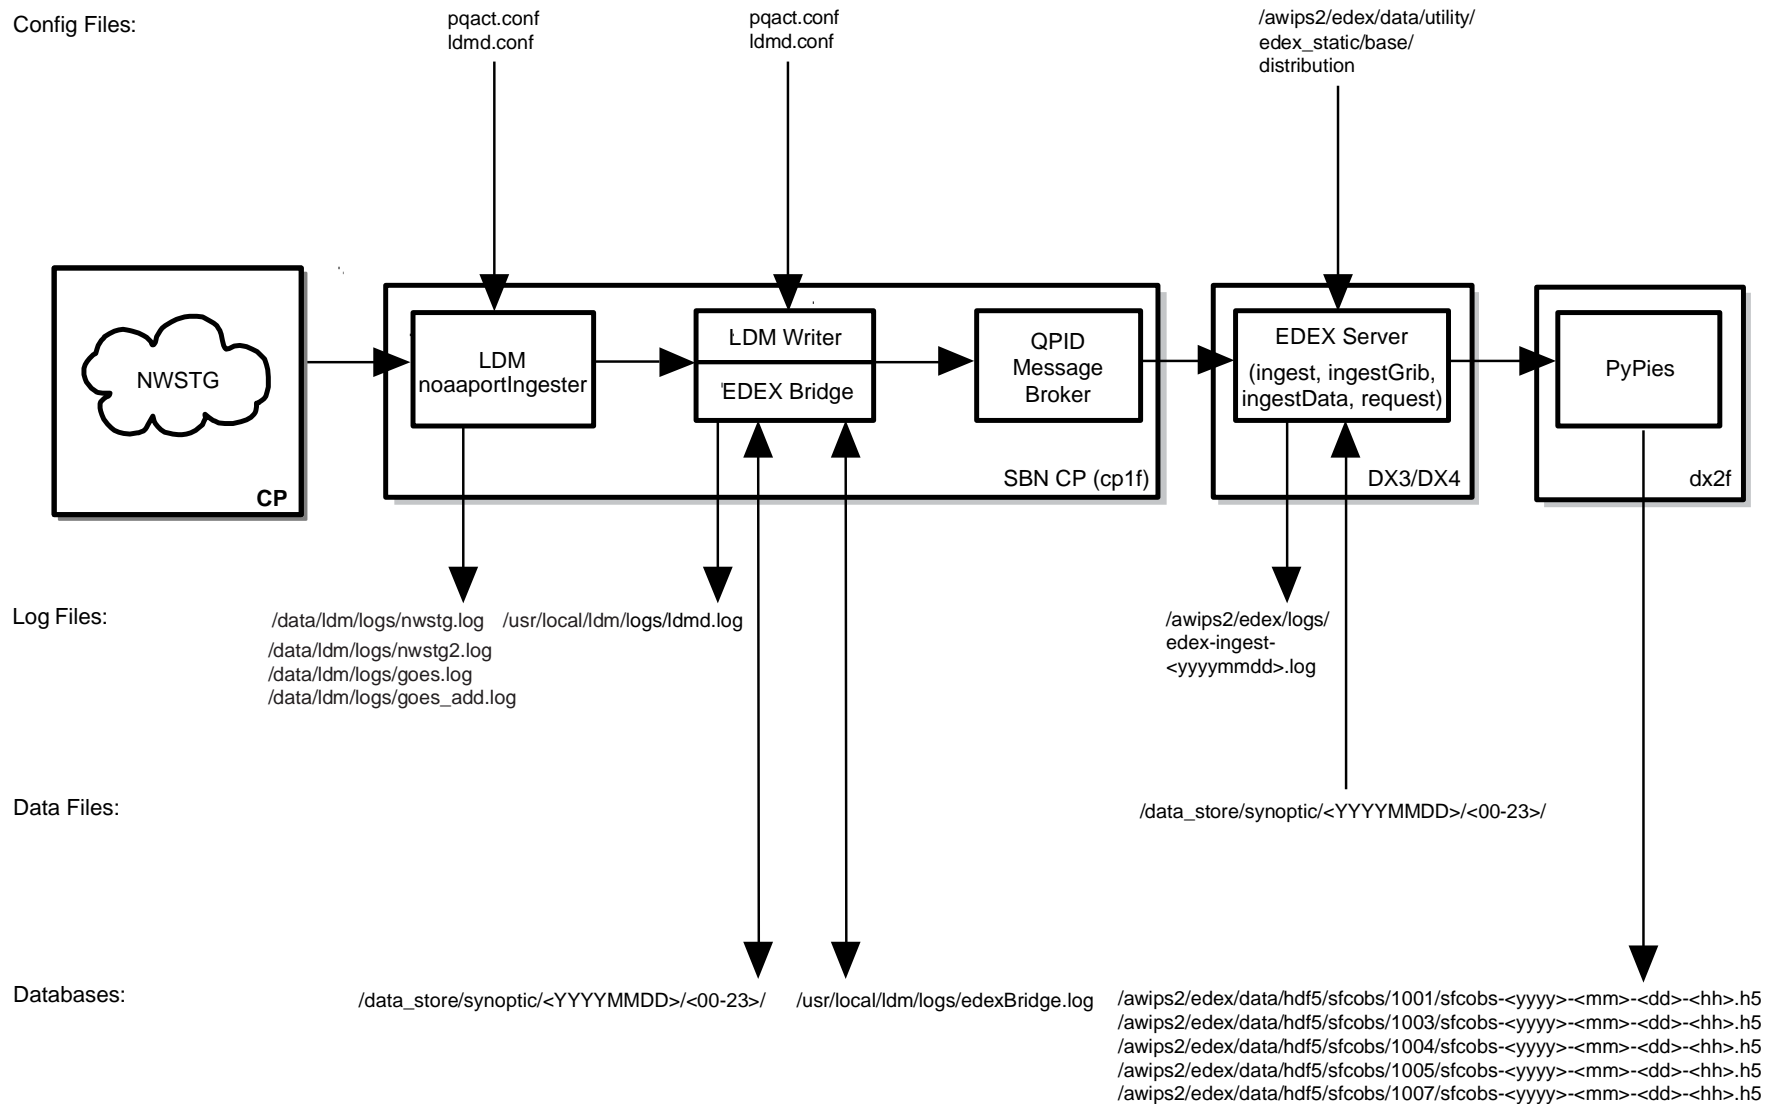 Config Files:
pqact.conf
ldmd.conf
pqact.conf
ldmd.conf
/awips2/edex/data/utility/
edex_static/base/
distribution
NWSTG
CP
LDM
noaaportIngester
LDM Writer
EDEX Bridge
QPID
Message
Broker
SBN CP (cp1f)
EDEX Server
(ingest, ingestGrib,
ingestData, request)
DX3/DX4
PyPies
dx2f
Log Files:
/data/ldm/logs/nwstg.log
/data/ldm/logs/nwstg2.log
/data/ldm/logs/goes.log
/data/ldm/logs/goes_add.log
/usr/local/ldm/logs/ldmd.log
/awips2/edex/logs/
edex-ingest-
<yyyymmdd>.log
Data Files:
/data_store/synoptic/<YYYYMMDD>/<00-23>/
Databases:
/data_store/synoptic/<YYYYMMDD>/<00-23>/
/usr/local/ldm/logs/edexBridge.log
/awips2/edex/data/hdf5/sfcobs/1001/sfcobs-<yyyy>-<mm>-<dd>-<hh>.h5
/awips2/edex/data/hdf5/sfcobs/1003/sfcobs-<yyyy>-<mm>-<dd>-<hh>.h5
/awips2/edex/data/hdf5/sfcobs/1004/sfcobs-<yyyy>-<mm>-<dd>-<hh>.h5
/awips2/edex/data/hdf5/sfcobs/1005/sfcobs-<yyyy>-<mm>-<dd>-<hh>.h5
/awips2/edex/data/hdf5/sfcobs/1007/sfcobs-<yyyy>-<mm>-<dd>-<hh>.h5